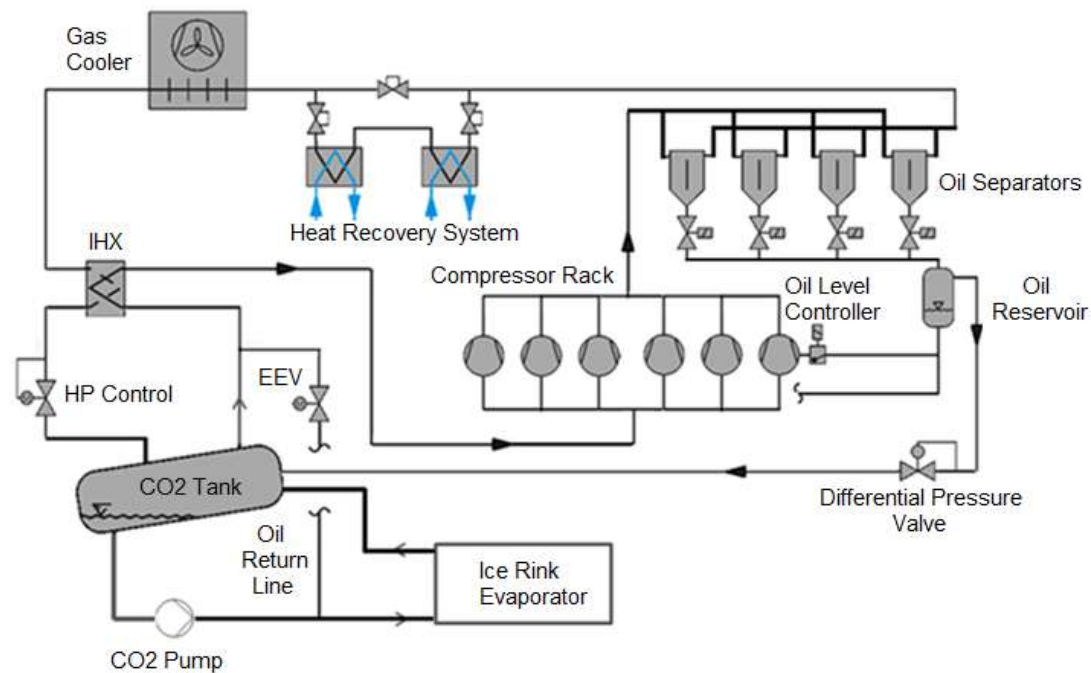 Gas
Cooler
Oil Separators
Heat Recovery System
IHX
Compressor Rack
Oil Level
Controller
Oil
Reservoir
EEV
HP Control
CO2 Tank
Differential Pressure
Valve
Oil
Return
Line
Ice Rink
Evaporator
CO2 Pump